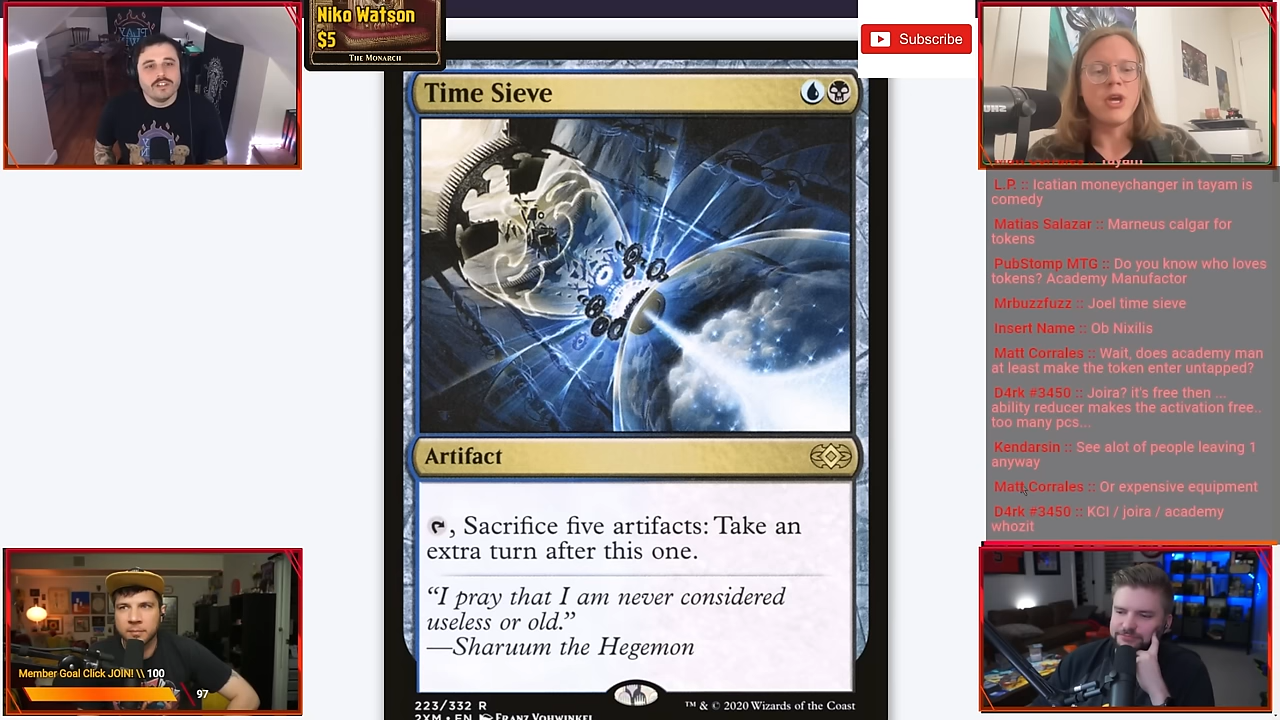 Niko Watson
$5
THE MONARCH
Subscribe
Time Sieve
Artifact
, Sacrifice five artifacts: Take an
extra turn after this one.
“I pray that I am never considered
useless or old.”
—Sharuum the Hegemon
223/332 R
2XM • EN FRANZ VOHWINKEL
™ & © 2020 Wizards of the Coast
L.P. :: Icatian moneychanger in tayam is
comedy
Matias Salazar :: Marneus calgar for
tokens
PubStomp MTG :: Do you know who loves
tokens? Academy Manufactor
Mrbuzzfuzz :: Joel time sieve
Insert Name :: Ob Nixilis
Matt Corrales :: Wait, does academy man
at least make the token enter untapped?
D4rk #3450 :: Joira? it's free then ...
ability reducer makes the activation free..
too many pcs...
Kendarsin :: See alot of people leaving 1
anyway
Matt Corrales :: Or expensive equipment
D4rk #3450 :: KCI / joira / academy
whozit
Member Goal Click JOIN! \\ 100
97